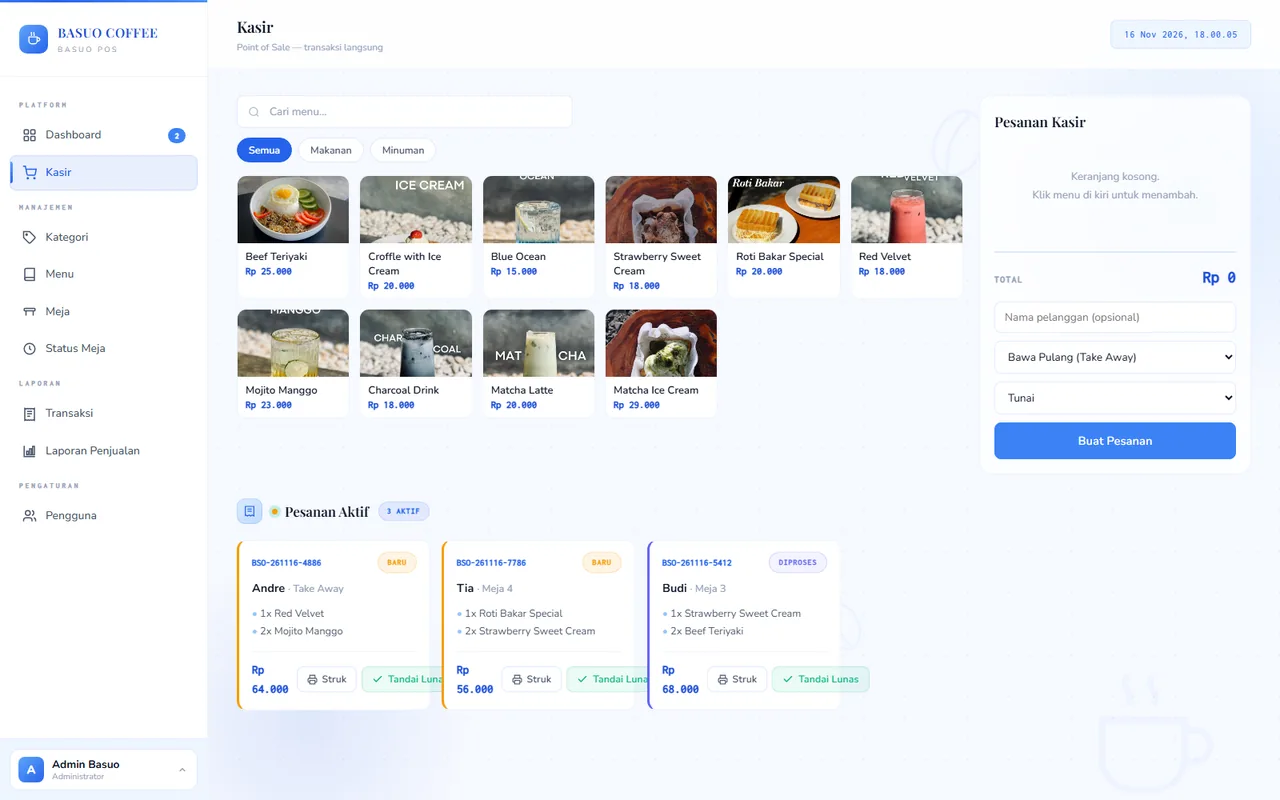 BASUO COFFEE
BASUO POS
PLATFORM
Dashboard
2
Kasir
MANAJEMEN
Kategori
Menu
Meja
Status Meja
LAPORAN
Transaksi
Laporan Penjualan
PENGATURAN
Pengguna
A
Admin Basuo
Administrator
Kasir
Point of Sale — transaksi langsung
16 Nov 2026, 18.00.05
Cari menu...
Semua
Makanan
Minuman
Beef Teriyaki
Rp 25.000
ICE CREAM
Croffle with Ice
Cream
Rp 20.000
OCEAN
Blue Ocean
Rp 15.000
Strawberry Sweet
Cream
Rp 18.000
Roti Bakar
Roti Bakar Special
Rp 20.000
RED VELVET
Red Velvet
Rp 18.000
MANGGO
Mojito Manggo
Rp 23.000
CHAR
COAL
Charcoal Drink
Rp 18.000
MAT CHA
Matcha Latte
Rp 20.000
Matcha Ice Cream
Rp 29.000
Pesanan Kasir
Keranjang kosong.
Klik menu di kiri untuk menambah.
TOTAL
Rp 0
Nama pelanggan (opsional)
Bawa Pulang (Take Away)
Tunai
Buat Pesanan
Pesanan Aktif
3 AKTIF
BSO-261116-4886
BARU
Andre · Take Away
1x Red Velvet
2x Mojito Manggo
Rp
64.000
Struk
Tandai Luna
BSO-261116-7786
BARU
Tia · Meja 4
1x Roti Bakar Special
2x Strawberry Sweet Cream
Rp
56.000
Struk
Tandai Luna
BSO-261116-5412
DIPROSES
Budi · Meja 3
1x Strawberry Sweet Cream
2x Beef Teriyaki
Rp
68.000
Struk
Tandai Lunas